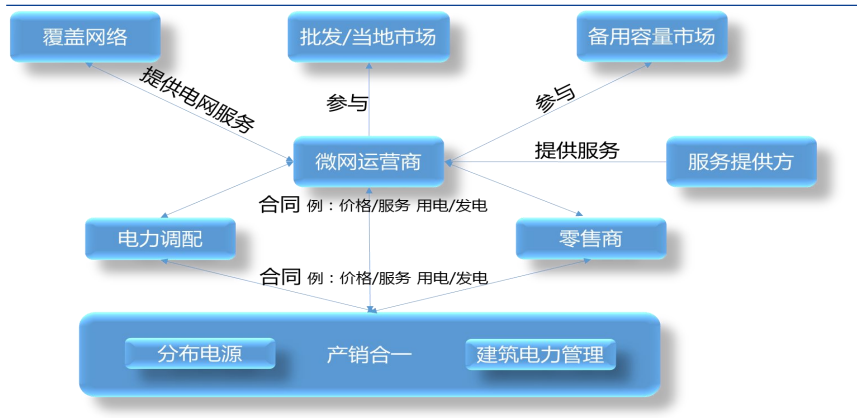 覆盖网络
批发/当地市场
备用容量市场
提供电网服务
参与
参与
微网运营商
提供服务
服务提供方
合同 例：价格/服务 用电/发电
电力调配
零售商
合同 例：价格/服务 用电/发电
分布电源
产销合一
建筑电力管理